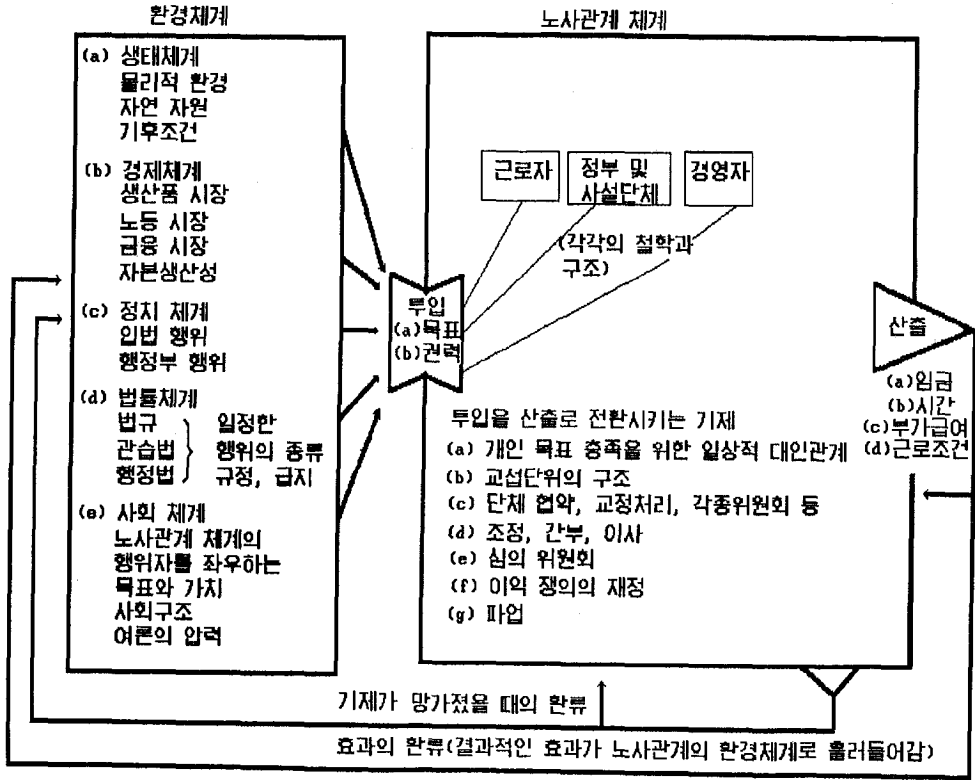 환경체계
노사관계 체계
(a) 생태체계
물리적 환경
자연 자원
기후조건
(b) 경제체계
생산품 시장
노등 시장
금융 시장
자본생산성
(c) 정치 체계
입법 행위
행정부 행위
(d) 법률체계
법규
관습법
행정법
일정한
행위의 종류
규정, 급지
(e) 사회 체계
노사관계 체계의
행위자를 좌우하는
목표와 가치
사회구조
여론의 압력
근로자
정부 및
사설단체
경영자
(각각의 철학과
구조)
투입
(a)목표
(b)권력
산출
(a)임금
(b)시간
(c)부가급여
(d)근로조건
투입을 산출로 전환시키는 기제
(a) 개인 목표 충족을 위한 일상적 대인관계
(b) 교섭단위의 구조
(c) 단체 협약, 교정처리, 각종위원회 등
(d) 조정, 간부, 이사
(e) 심의 위원회
(f) 이익 쟁의의 재정
(g) 파업
기제가 망가졌을 때의 환류
효과의 환류(결과적인 효과가 노사관계의 환경체계로 흘러들어감)